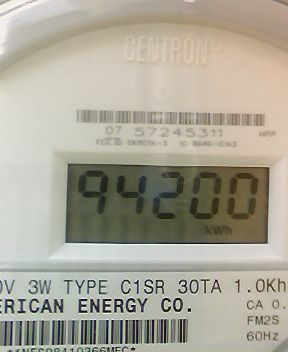 CENTRON®
07 57245311 HPP
94200
kWh
0V 3W TYPE C1SR 30TA 1.0Kh
ERICAN ENERGY CO. CA 0.
FM2S
60Hz